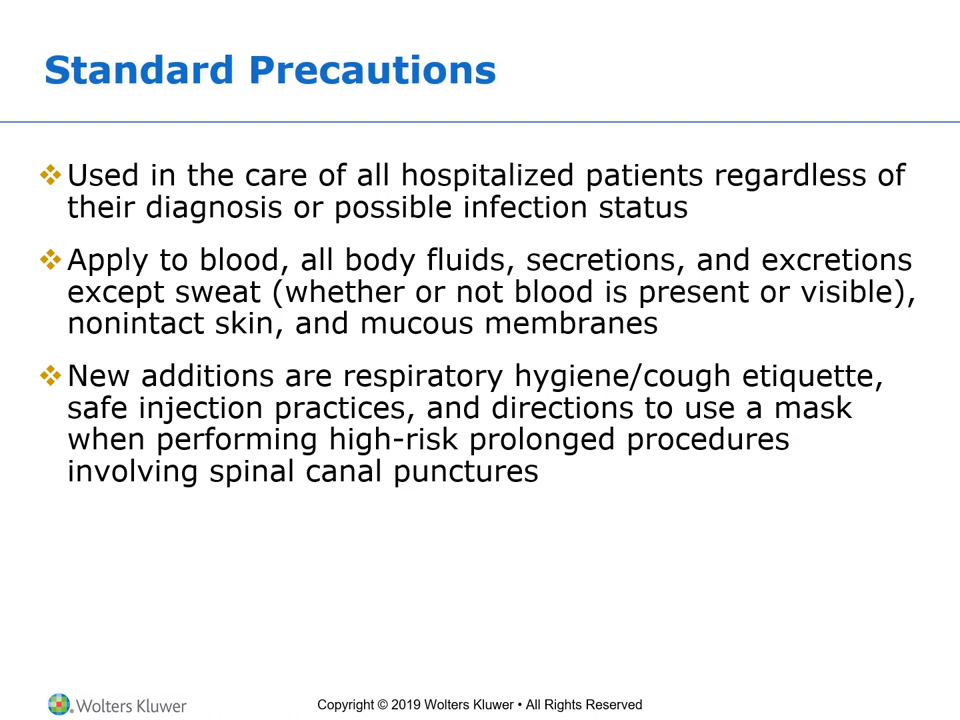 Standard Precautions
❖Used in the care of all hospitalized patients regardless of
their diagnosis or possible infection status
❖Apply to blood, all body fluids, secretions, and excretions
except sweat (whether or not blood is present or visible),
nonintact skin, and mucous membranes
❖New additions are respiratory hygiene/cough etiquette,
safe injection practices, and directions to use a mask
when performing high-risk prolonged procedures
involving spinal canal punctures
Wolters Kluwer
Copyright © 2019 Wolters Kluwer • All Rights Reserved